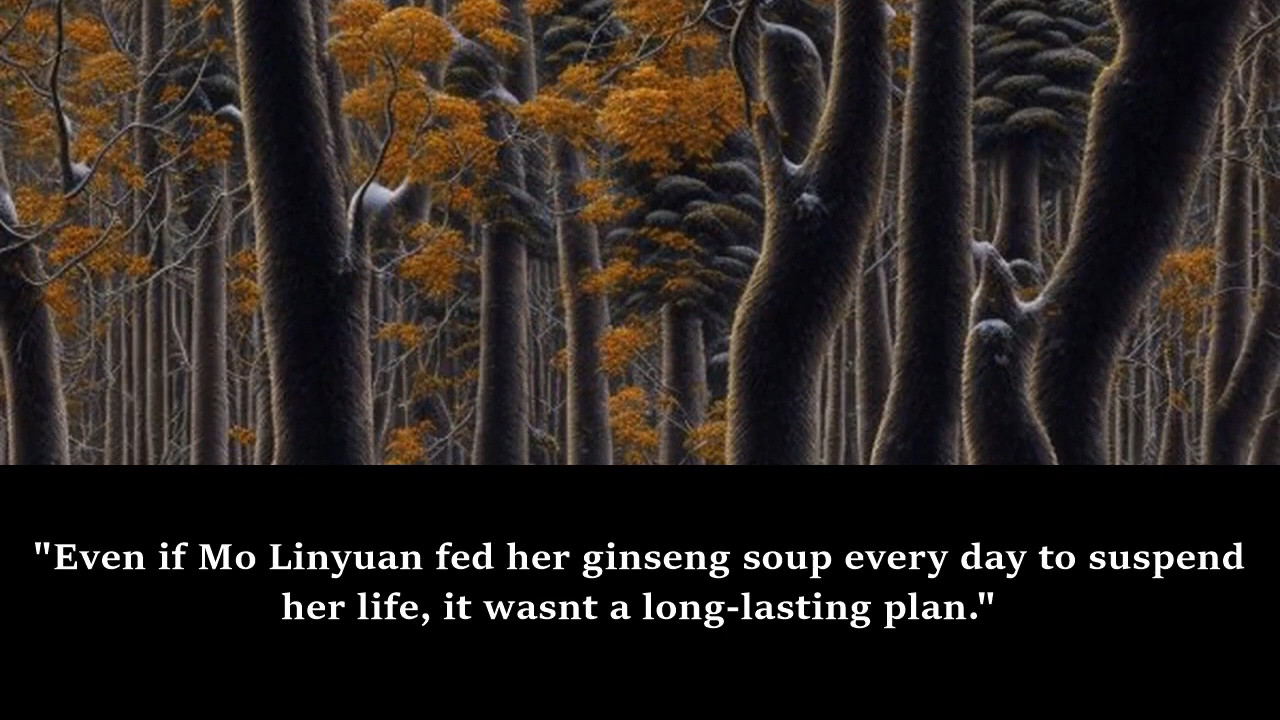 "Even if Mo Linyuan fed her ginseng soup every day to suspend
her life, it wasnt a long-lasting plan."